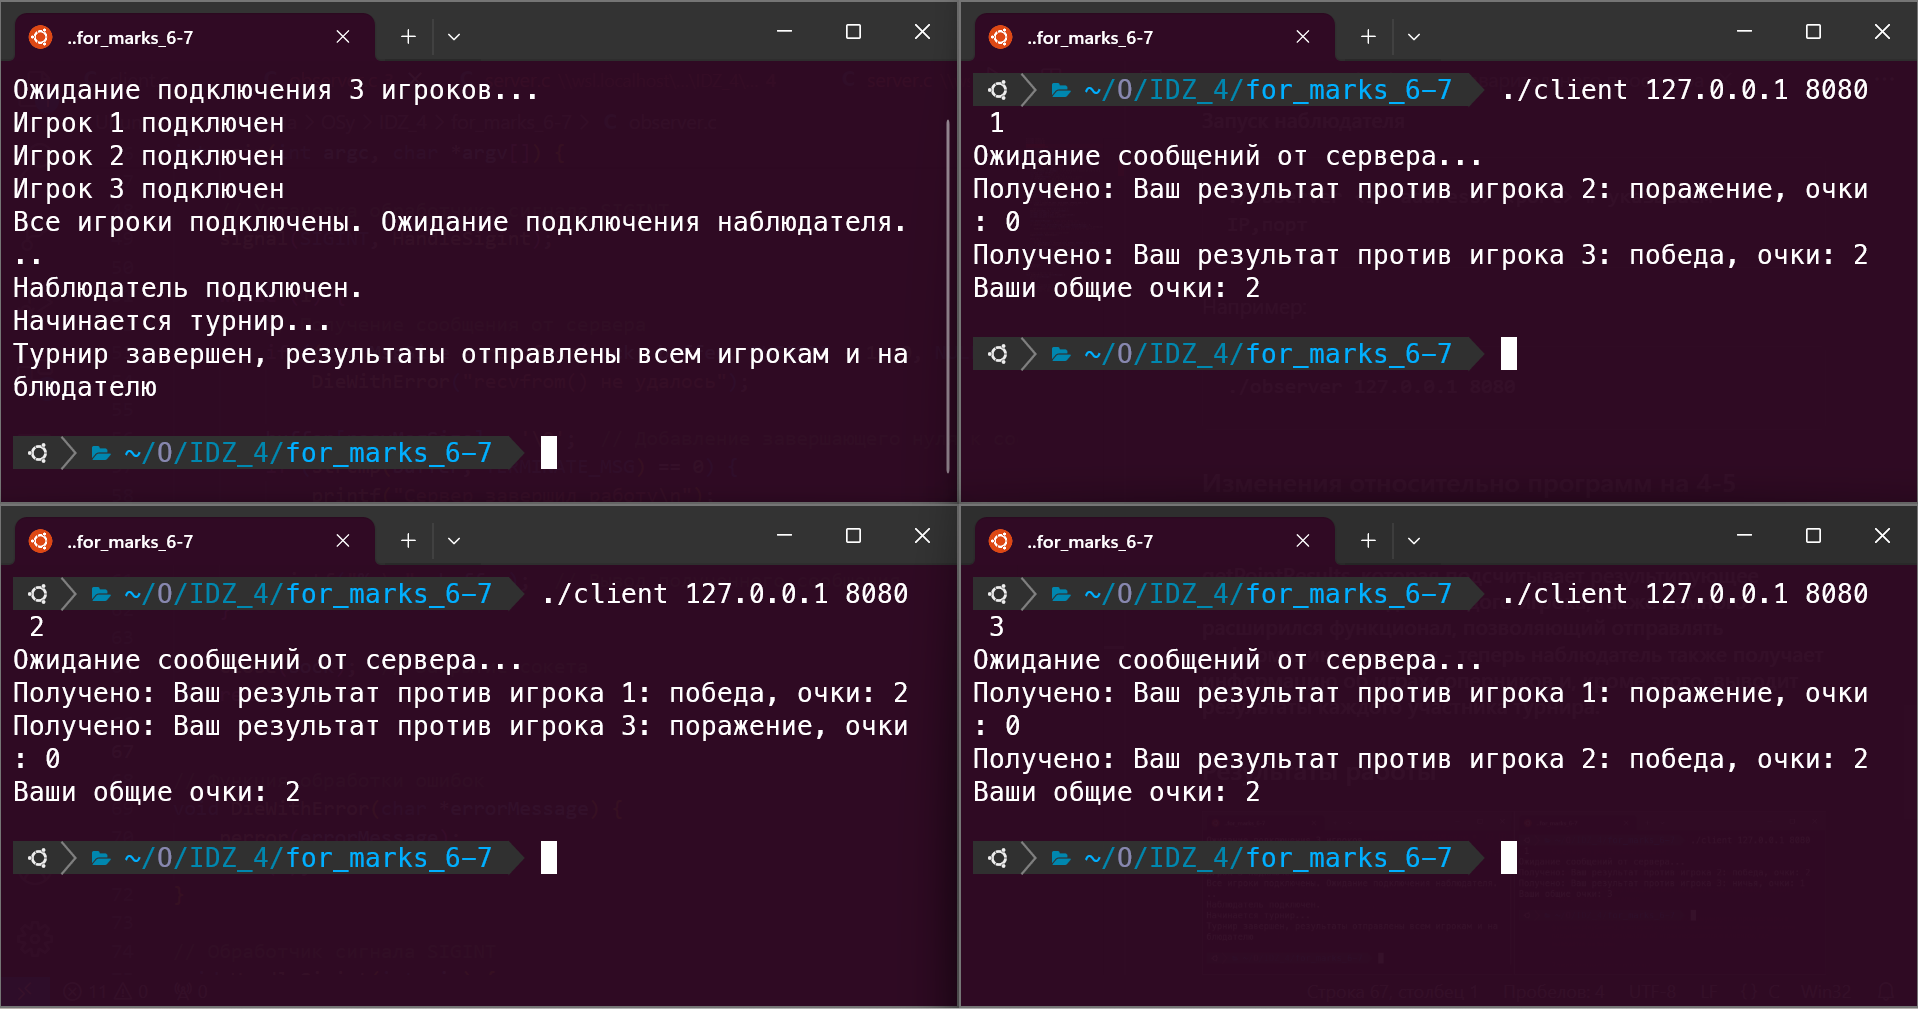 ..for_marks_6-7
Ожидание подключения 3 игроков...
Игрок 1 подключен
Игрок 2 подключен
Игрок 3 подключен
Все игроки подключены. Ожидание подключения наблюдателя.
..
Наблюдатель подключен.
Начинается турнир...
Турнир завершен, результаты отправлены всем игрокам и на
блюдателю
~/O/IDZ_4/for_marks_6-7
..for_marks_6-7
~/O/IDZ_4/for_marks_6-7 ./client 127.0.0.1 8080
1
Ожидание сообщений от сервера...
Получено: Ваш результат против игрока 2: поражение, очки
: 0
Получено: Ваш результат против игрока 3: победа, очки: 2
Ваши общие очки: 2
~/O/IDZ_4/for_marks_6-7
..for_marks_6-7
~/O/IDZ_4/for_marks_6-7 ./client 127.0.0.1 8080
2
Ожидание сообщений от сервера...
Получено: Ваш результат против игрока 1: победа, очки: 2
Получено: Ваш результат против игрока 3: поражение, очки
: 0
Ваши общие очки: 2
~/O/IDZ_4/for_marks_6-7
..for_marks_6-7
~/O/IDZ_4/for_marks_6-7 ./client 127.0.0.1 8080
3
Ожидание сообщений от сервера...
Получено: Ваш результат против игрока 1: поражение, очки
: 0
Получено: Ваш результат против игрока 2: победа, очки: 2
Ваши общие очки: 2
~/O/IDZ_4/for_marks_6-7